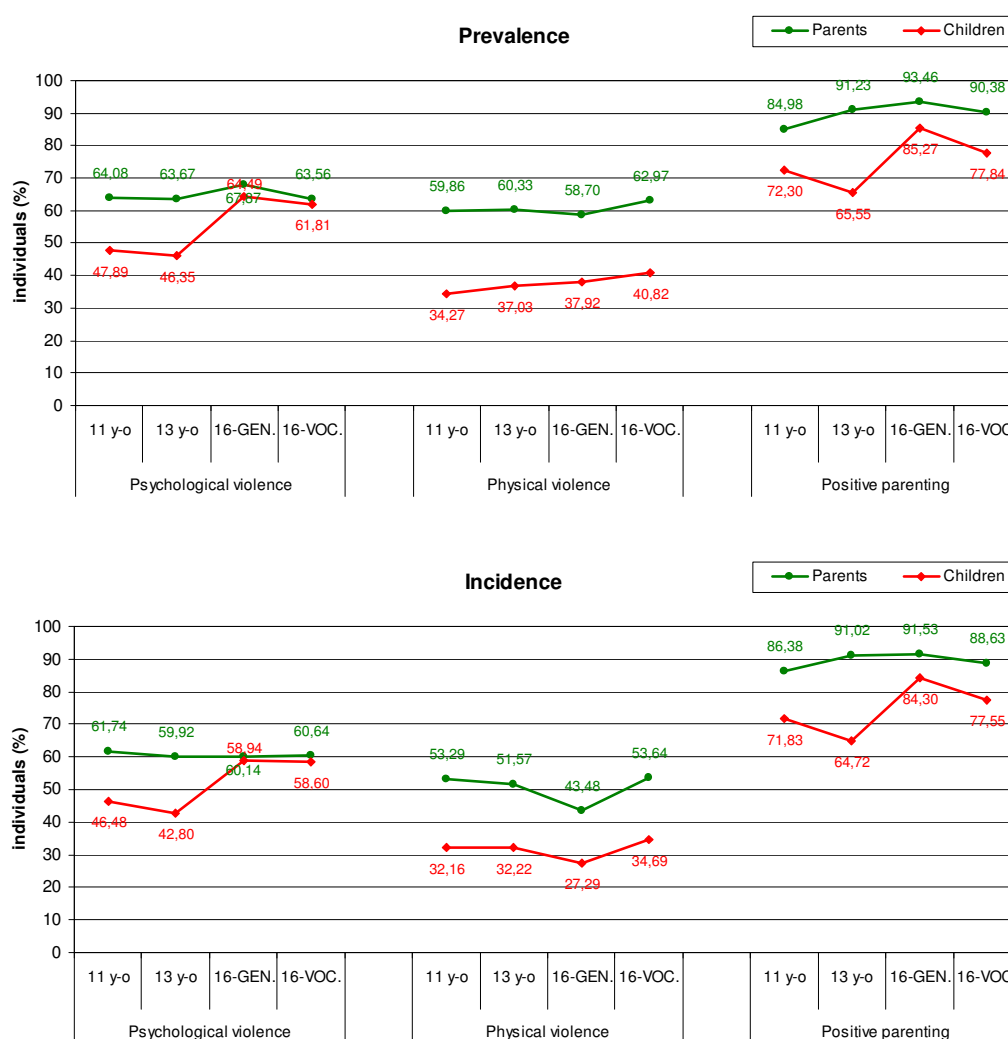 Prevalence
Parents Children
individuals (%)
100
90
80
70
60
50
40
30
20
10
0
64,08 63,67 67,87 63,56
47,89 46,35 64,49 61,81
59,86 60,33 58,70 62,97
34,27 37,03 37,92 40,82
84,98 91,23 93,46 90,38
72,30 65,55 85,27 77,84
11 y-o 13 y-o 16-GEN. 16-VOC. 11 y-o 13 y-o 16-GEN. 16-VOC. 11 y-o 13 y-o 16-GEN. 16-VOC
Psychological violence Physical violence Positive parenting
Incidence
Parents Children
individuals (%)
100
90
80
70
60
50
40
30
20
10
0
61,74 59,92 60,14 60,64
46,48 42,80 58,94 58,60
53,29 51,57 43,48 53,64
32,16 32,22 27,29 34,69
86,38 91,02 91,53 88,63
71,83 64,72 84,30 77,55
11 y-o 13 y-o 16-GEN. 16-VOC. 11 y-o 13 y-o 16-GEN. 16-VOC. 11 y-o 13 y-o 16-GEN. 16-VOC
Psychological violence Physical violence Positive parenting